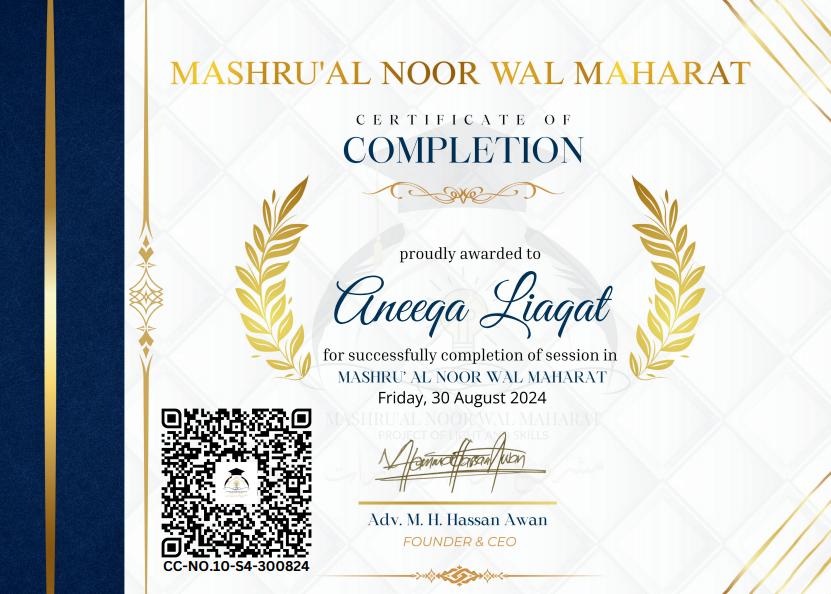 MASHRU'AL NOOR WAL MAHARAT
CERTIFICATE OF
COMPLETION
proudly awarded to
Aneeqa Liaqat
for successfully completion of session in
MASHRU' AL NOOR WAL MAHARAT
Friday, 30 August 2024
MASHRU'AL NOOR WAL MAHARAT
PROJECT OF LIGHT AND SKILLS
Adv. M. H. Hassan Awan
FOUNDER & CEO
CC-NO.10-S4-300824